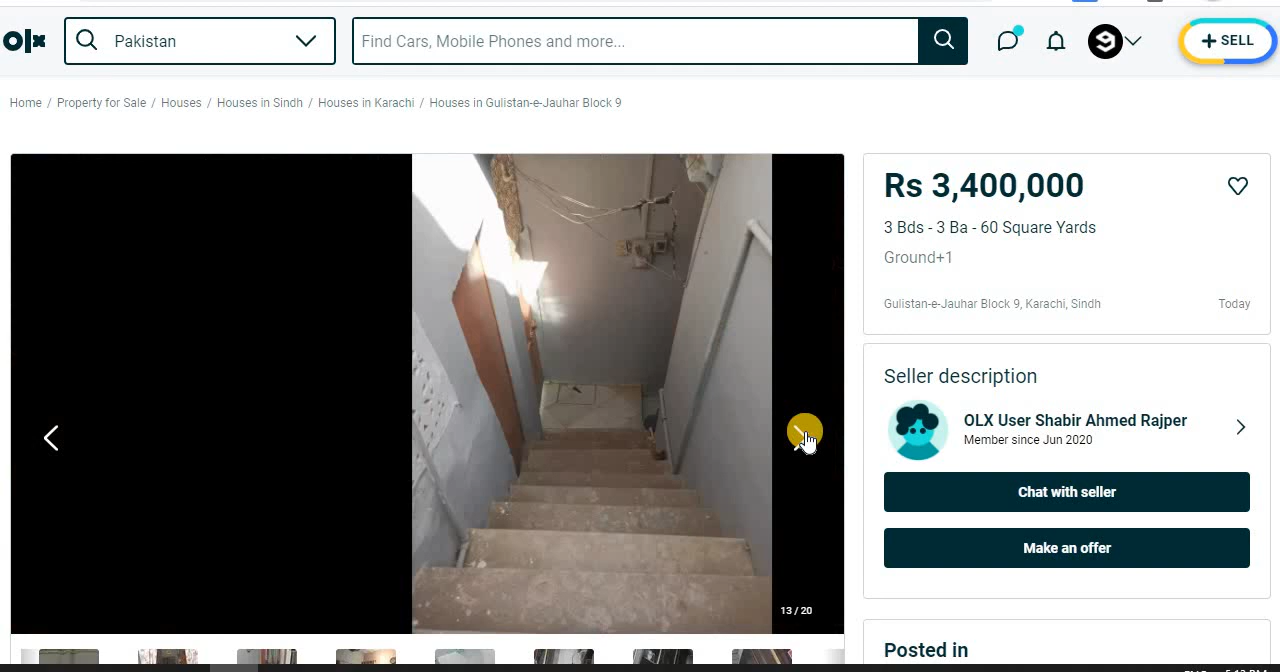 olx
Pakistan
Find Cars, Mobile Phones and more...
+ SELL
Home / Property for Sale / Houses / Houses in Sindh / Houses in Karachi / Houses in Gulistan-e-Jauhar Block 9
Rs 3,400,000
3 Bds - 3 Ba - 60 Square Yards
Ground+1
Gulistan-e-Jauhar Block 9, Karachi, Sindh
Today
Seller description
OLX User Shabir Ahmed Rajper
Member since Jun 2020
Chat with seller
Make an offer
13 / 20
Posted in